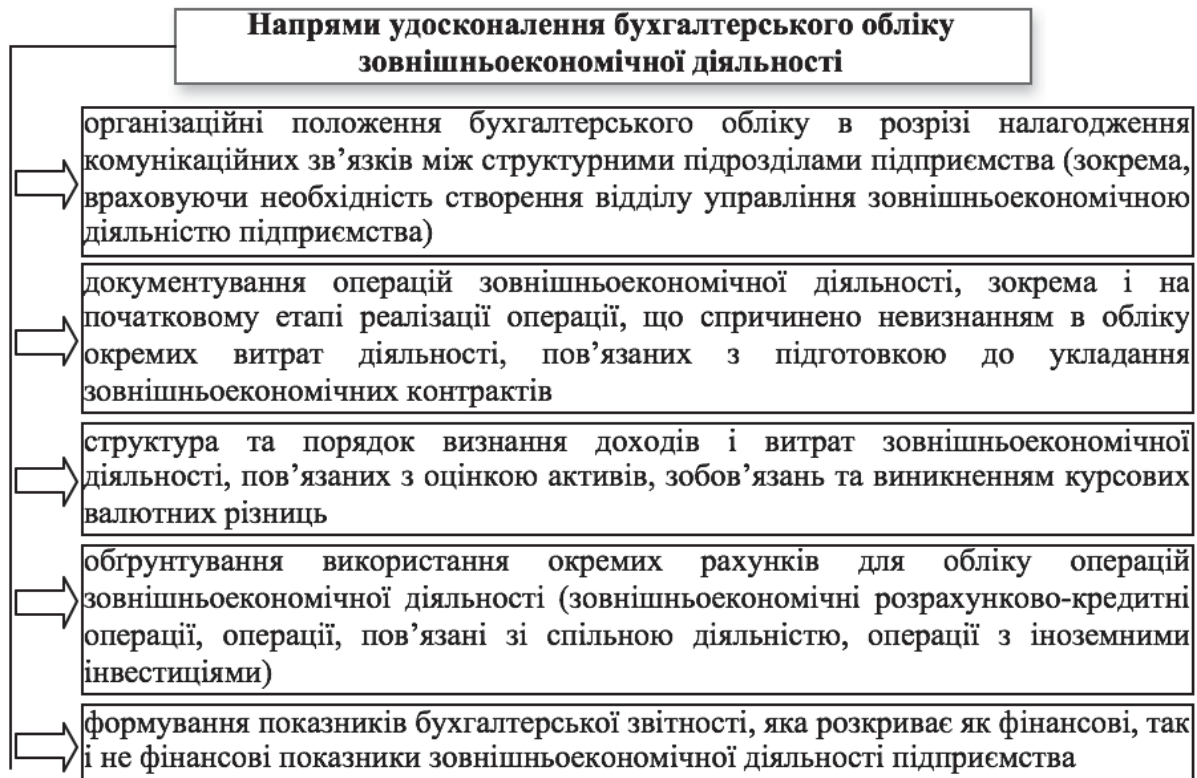 Напрями удосконалення бухгалтерського обліку
зовнішньоекономічної діяльності
організаційні положення бухгалтерського обліку в розрізі налагодження
комунікаційних зв’язків між структурними підрозділами підприємства (зокрема,
враховуючи необхідність створення відділу управління зовнішньоекономічною
діяльністю підприємства)
документування операцій зовнішньоекономічної діяльності, зокрема і на
початковому етапі реалізації операції, що спричинено невизнанням в обліку
окремих витрат діяльності, пов’язаних з підготовкою до укладання
зовнішньоекономічних контрактів
структура та порядок визнання доходів і витрат зовнішньоекономічної
діяльності, пов’язаних з оцінкою активів, зобов’язань та виникненням курсових
валютних різниць
обґрунтування використання окремих рахунків для обліку операцій
зовнішньоекономічної діяльності (зовнішньоекономічні розрахунково-кредитні
операції, операції, пов’язані зі спільною діяльністю, операції з іноземними
інвестиціями)
формування показників бухгалтерської звітності, яка розкриває як фінансові, так
і не фінансові показники зовнішньоекономічної діяльності підприємства